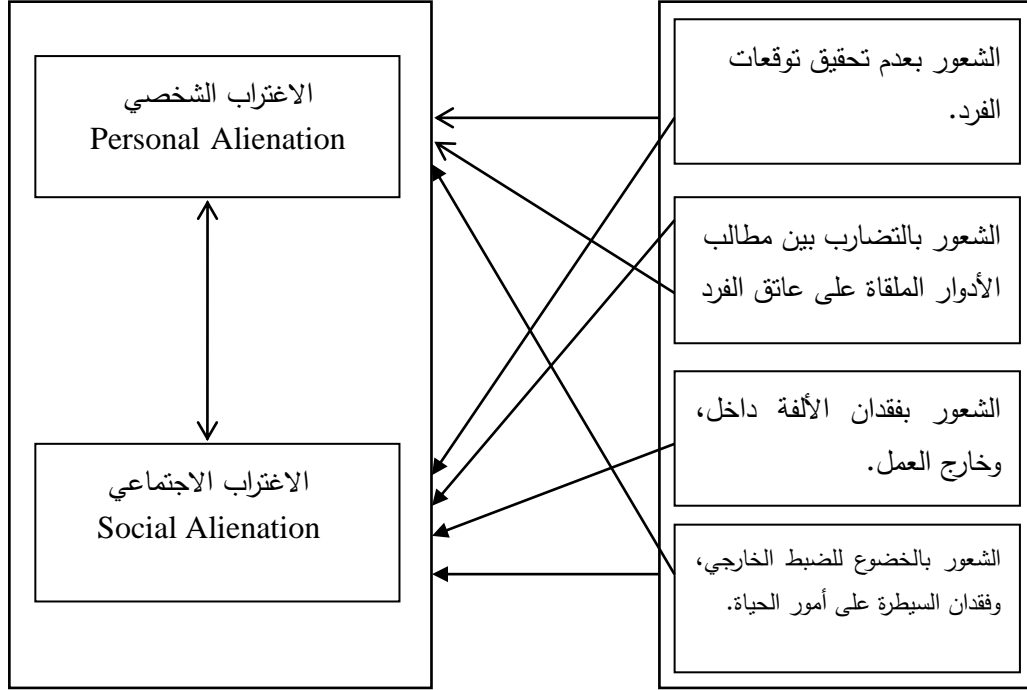 الشعور بعدم تحقيق توقعات
الفرد.
الشعور بالتضارب بين مطالب
الأدوار الملقاة على عاتق الفرد
الشعور بفقدان الألفة داخل،
وخارج العمل.
الشعور بالخضوع للضبط الخارجي،
وفقدان السيطرة على أمور الحياة.
الاغتراب الشخصي
Personal Alienation
الاغتراب الاجتماعي
Social Alienation